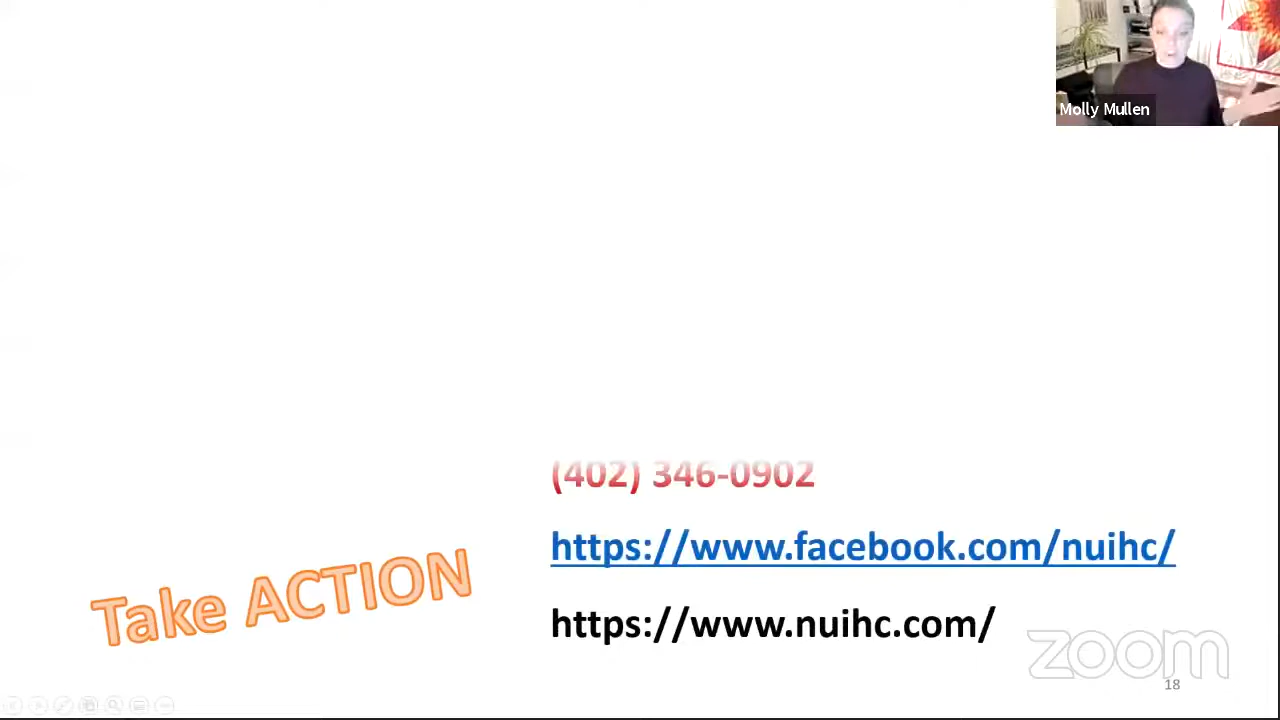 Molly Mullen
(402) 346-0902
https://www.facebook.com/nuihc/
Take ACTION
https://www.nuihc.com/
zoom
18